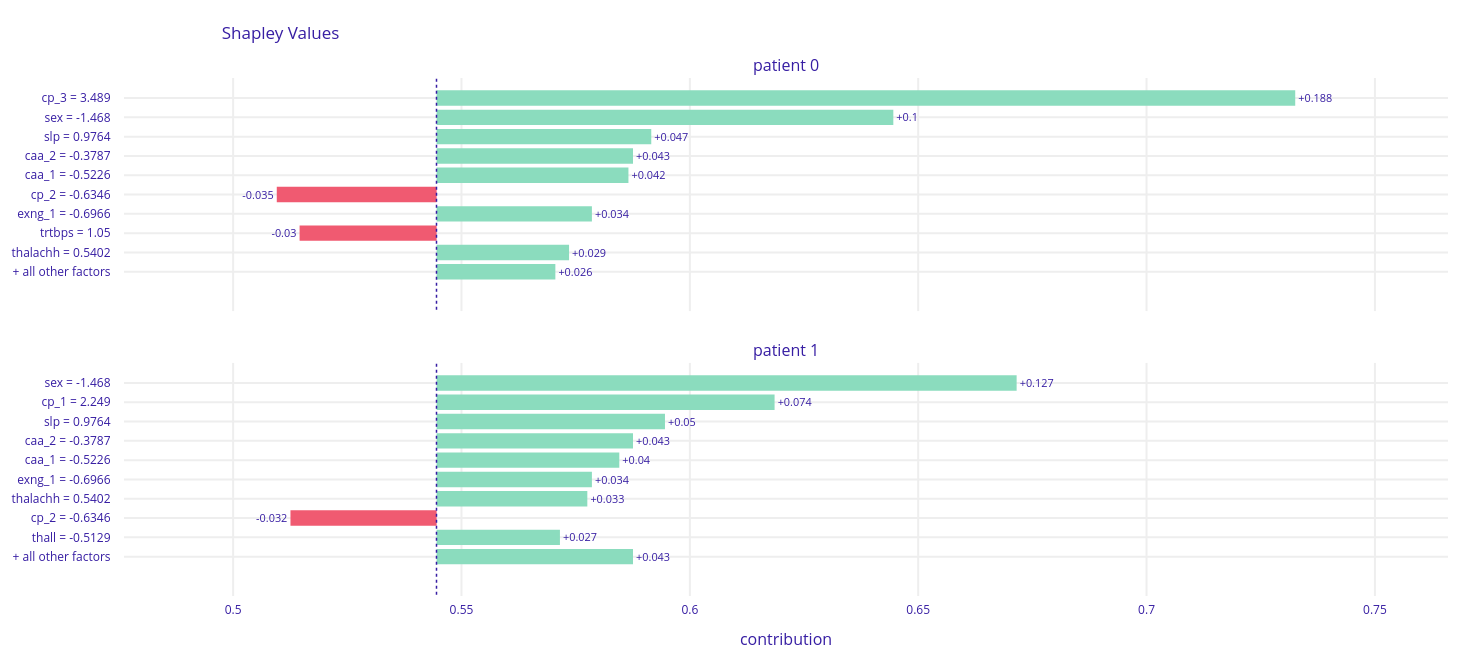 Shapley Values
patient 0
cp_3 = 3.489 +0.188
sex = -1.468 +0.1
slp = 0.9764 +0.047
caa_2 = -0.3787 +0.043
caa_1 = -0.5226 +0.042
cp_2 = -0.6346 -0.035
exng_1 = -0.6966 +0.034
trtbps = 1.05 -0.03
thalachh = 0.5402 +0.029
+ all other factors +0.026
patient 1
sex = -1.468 +0.127
cp_1 = 2.249 +0.074
slp = 0.9764 +0.05
caa_2 = -0.3787 +0.043
caa_1 = -0.5226 +0.04
exng_1 = -0.6966 +0.034
thalachh = 0.5402 +0.033
cp_2 = -0.6346 -0.032
thall = -0.5129 +0.027
+ all other factors +0.043
0.5 0.55 0.6 0.65 0.7 0.75
contribution